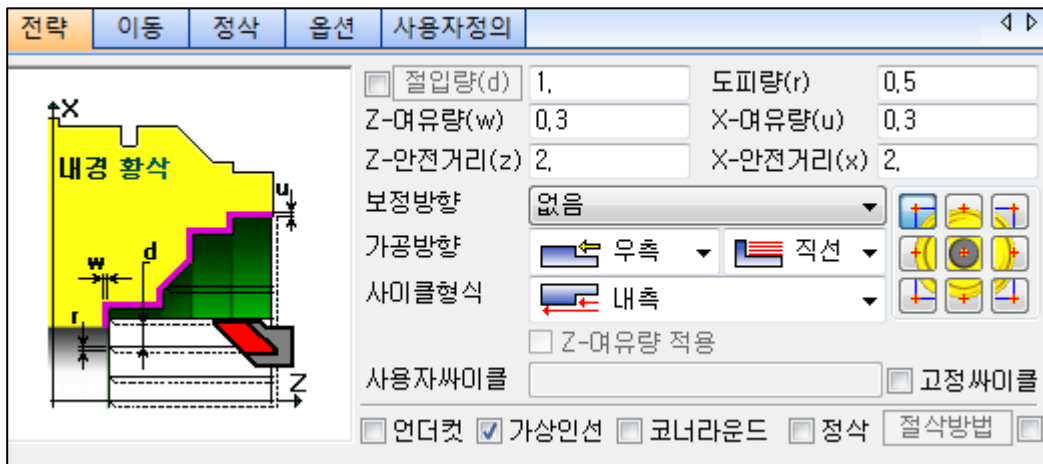 전략 이동 정삭 옵션 사용자정의
X
내경 황삭
u
w
d
r
Z
절입량(d) 1, 도피량(r) 0,5
Z-여유량(w) 0,3 X-여유량(u) 0,3
Z-안전거리(z) 2, X-안전거리(x) 2,
보정방향 없음
가공방향 우측 직선
사이클형식 내측
Z-여유량 적용
사용자싸이클 고정싸이클
언더컷 가상인선 코너라운드 정삭 절삭방법